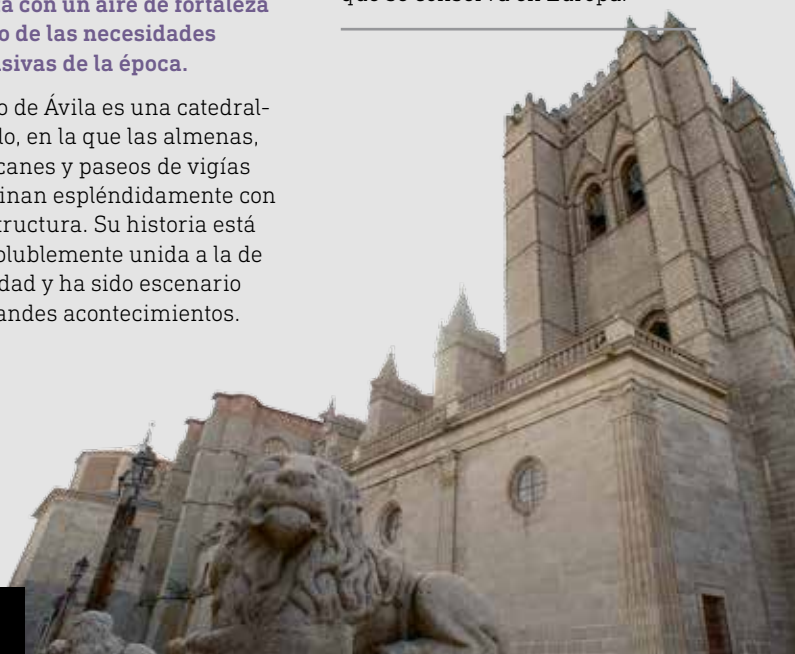 con un aire de fortaleza
o de las necesidades
sivas de la época.
o de Ávila es una catedral-
do, en la que las almenas,
canes y paseos de vigías
inan espléndidamente con
tructura. Su historia está
olublemente unida a la de
dad y ha sido escenario
andes acontecimientos.
que se conserva en Europa.